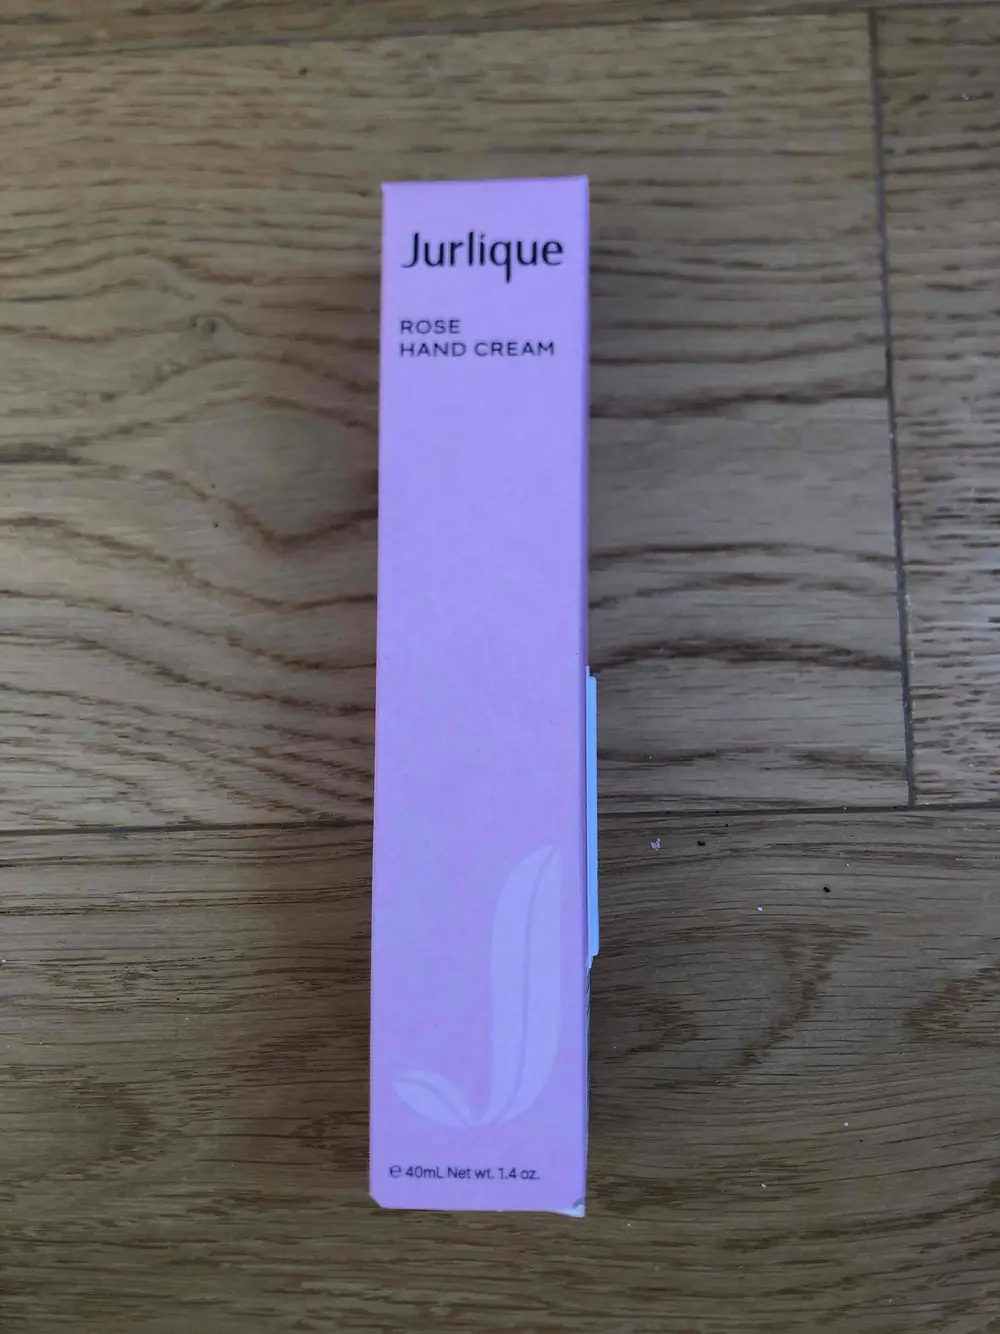 Jurlique
ROSE
HAND CREAM
℮ 40mL Net wt. 1.4 oz.